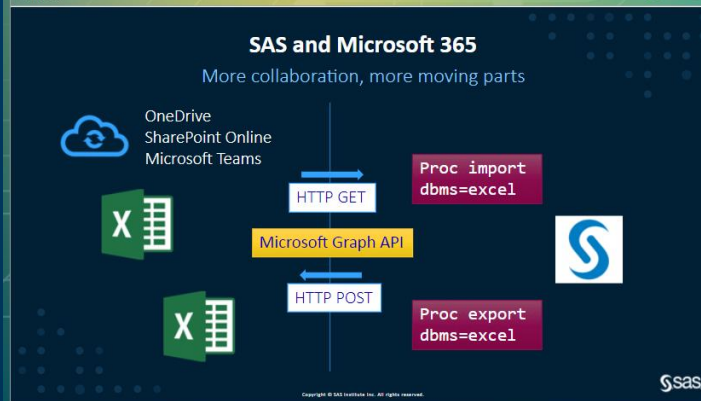 SAS and Microsoft 365
More collaboration, more moving parts
OneDrive
SharePoint Online
Microsoft Teams
HTTP GET
Proc import
dbms=excel
X
Microsoft Graph API
HTTP POST
X
Proc export
dbms=excel
Copyright © SAS Institute Inc. All rights reserved.
sas